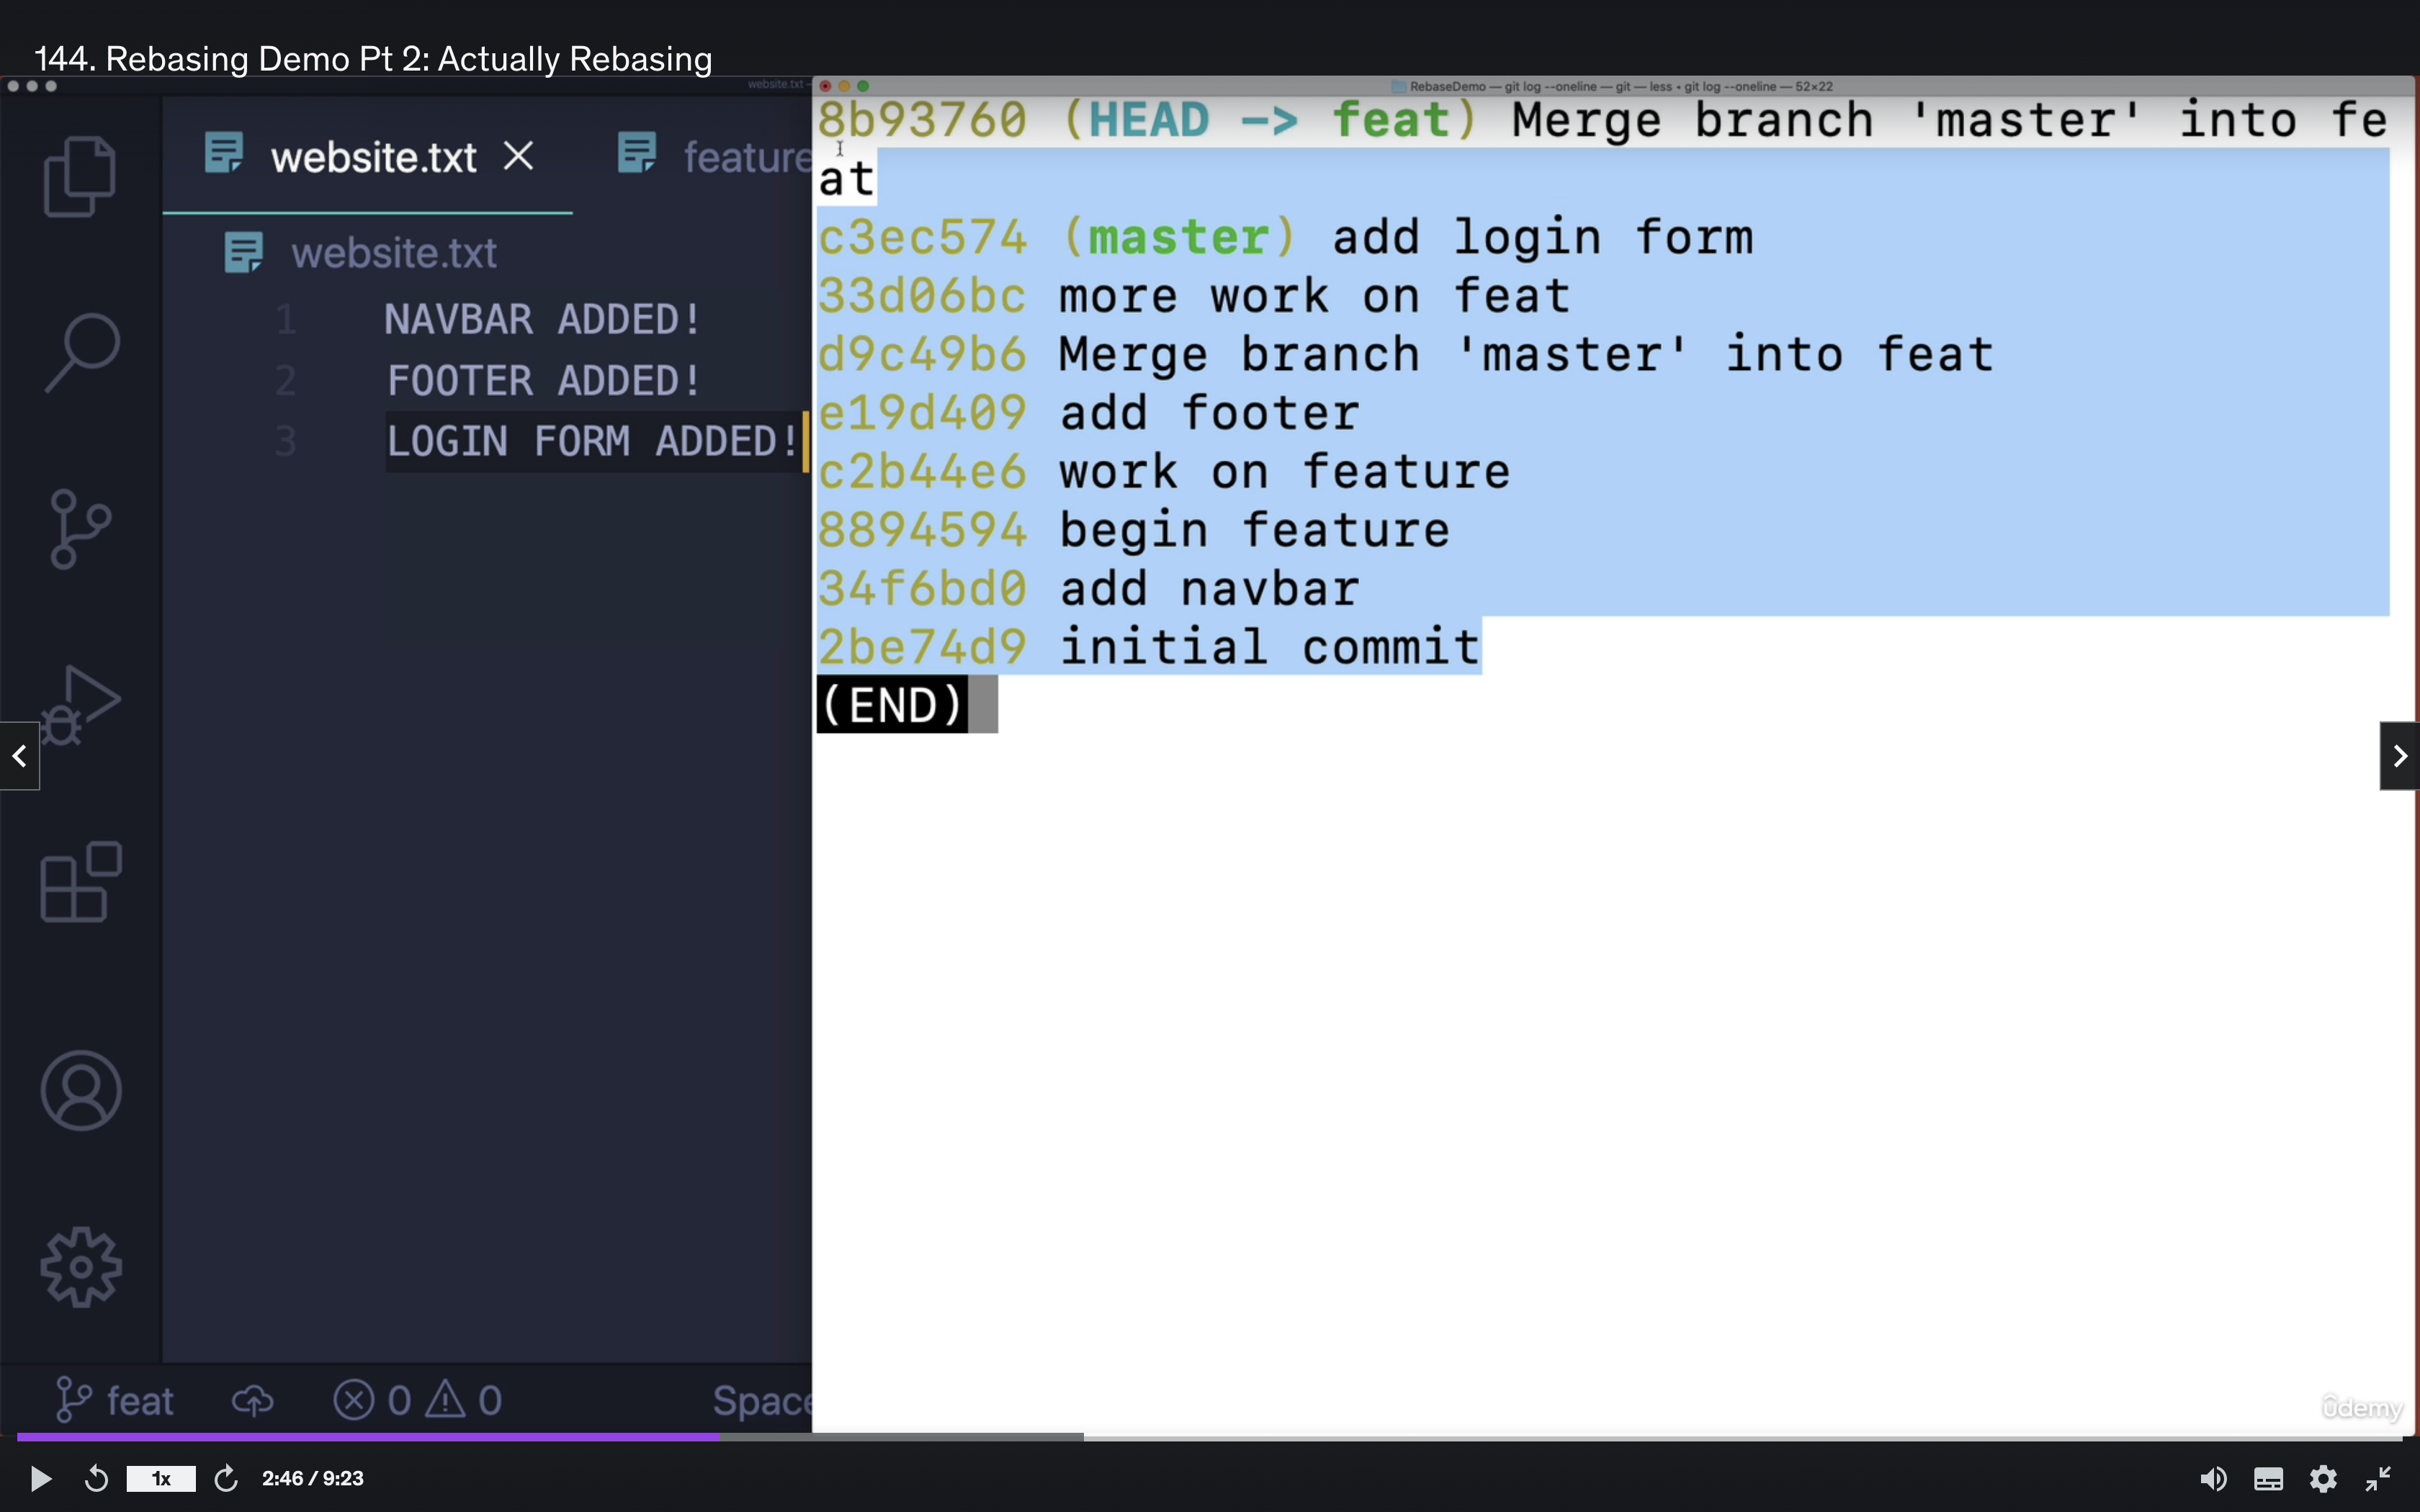 144. Rebasing Demo Pt 2: Actually Rebasing
website.txt —
RebaseDemo — git log --oneline — git — less • git log --oneline — 52×22
website.txt
feature
website.txt
1 NAVBAR ADDED!
2 FOOTER ADDED!
3 LOGIN FORM ADDED!
8b93760 (HEAD -> feat) Merge branch 'master' into fe
at
c3ec574 (master) add login form
33d06bc more work on feat
d9c49b6 Merge branch 'master' into feat
e19d409 add footer
c2b44e6 work on feature
8894594 begin feature
34f6bd0 add navbar
2be74d9 initial commit
(END)
feat 0 0 Space
udemy
1x 2:46 / 9:23